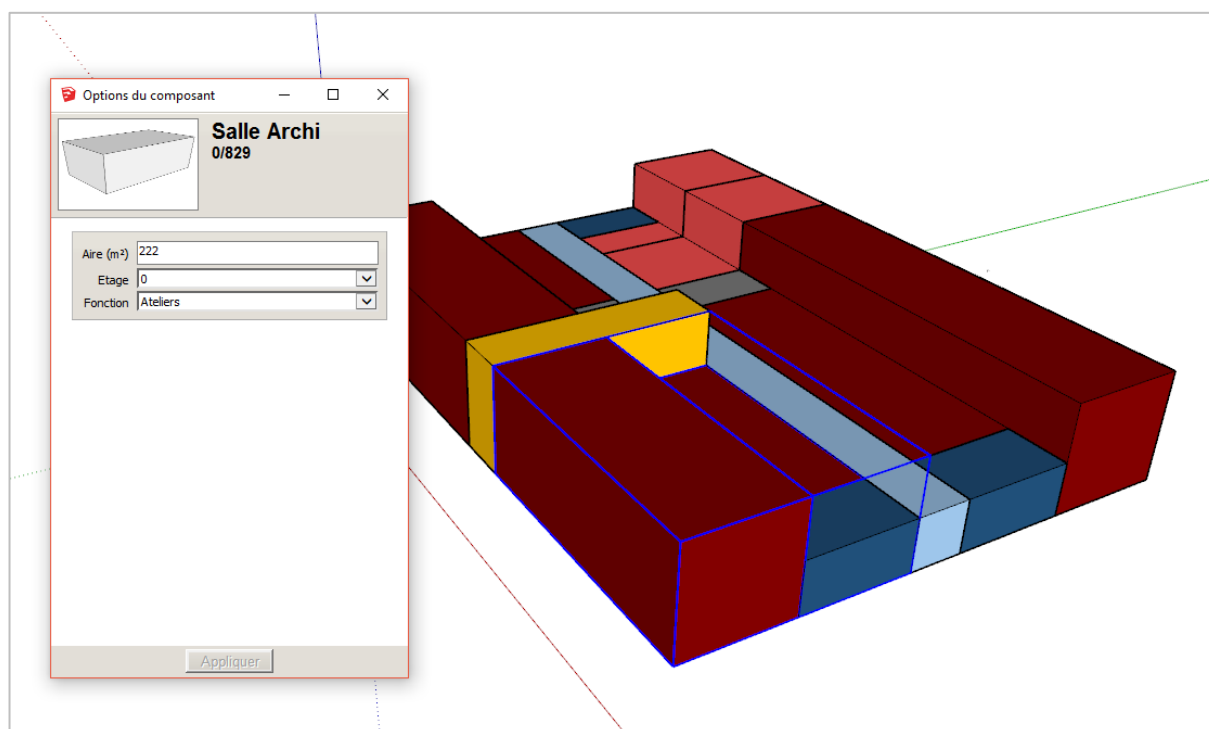 Options du composant
Salle Archi
0/829
Aire (m²) 222
Etage 0
Fonction Ateliers
Appliquer